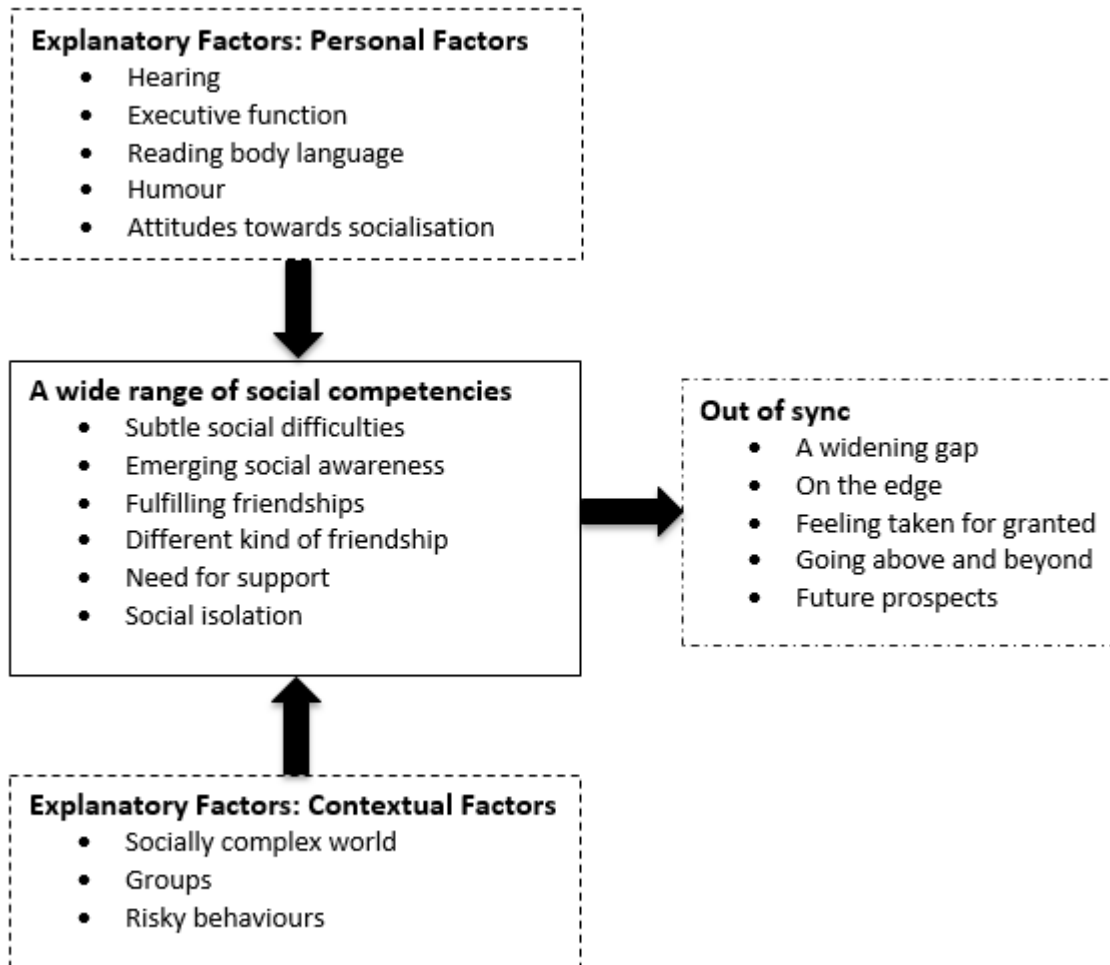 Explanatory Factors: Personal Factors
• Hearing
• Executive function
• Reading body language
• Humour
• Attitudes towards socialisation
A wide range of social competencies
• Subtle social difficulties
• Emerging social awareness
• Fulfilling friendships
• Different kind of friendship
• Need for support
• Social isolation
Out of sync
• A widening gap
• On the edge
• Feeling taken for granted
• Going above and beyond
• Future prospects
Explanatory Factors: Contextual Factors
• Socially complex world
• Groups
• Risky behaviours